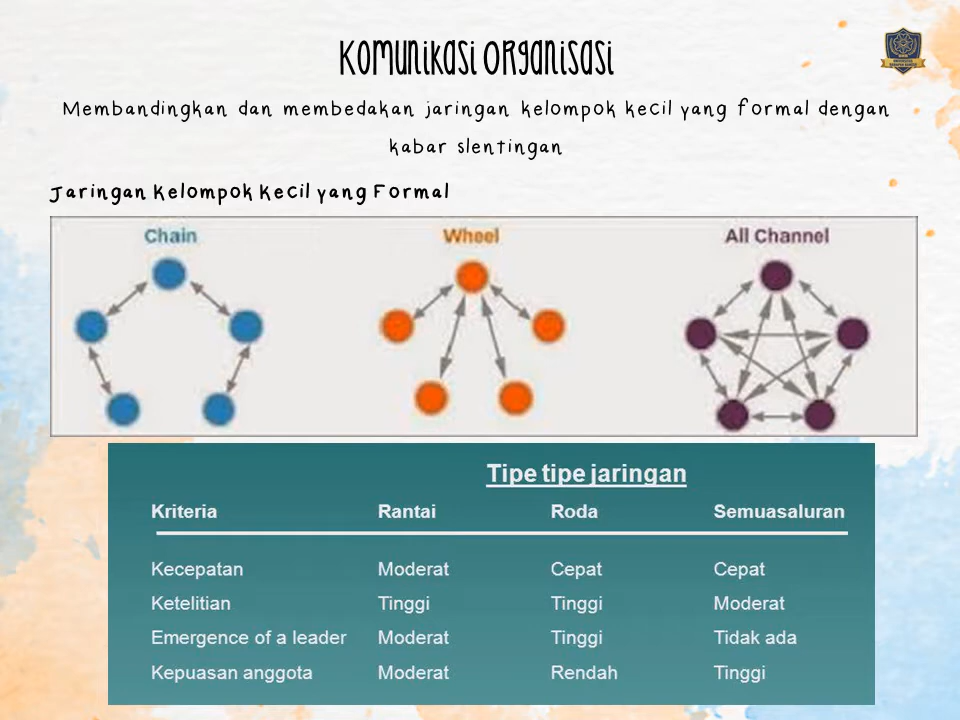 Komunikasi Organisasi
Membandingkan dan membedakan jaringan kelompok kecil yang formal dengan
kabar slentingan
Jaringan Kelompok Kecil yang Formal
Chain Wheel All Channel
Tipe tipe jaringan
Kriteria Rantai Roda Semuasaluran
Kecepatan Moderat Cepat Cepat
Ketelitian Tinggi Tinggi Moderat
Emergence of a leader Moderat Tinggi Tidak ada
Kepuasan anggota Moderat Rendah Tinggi